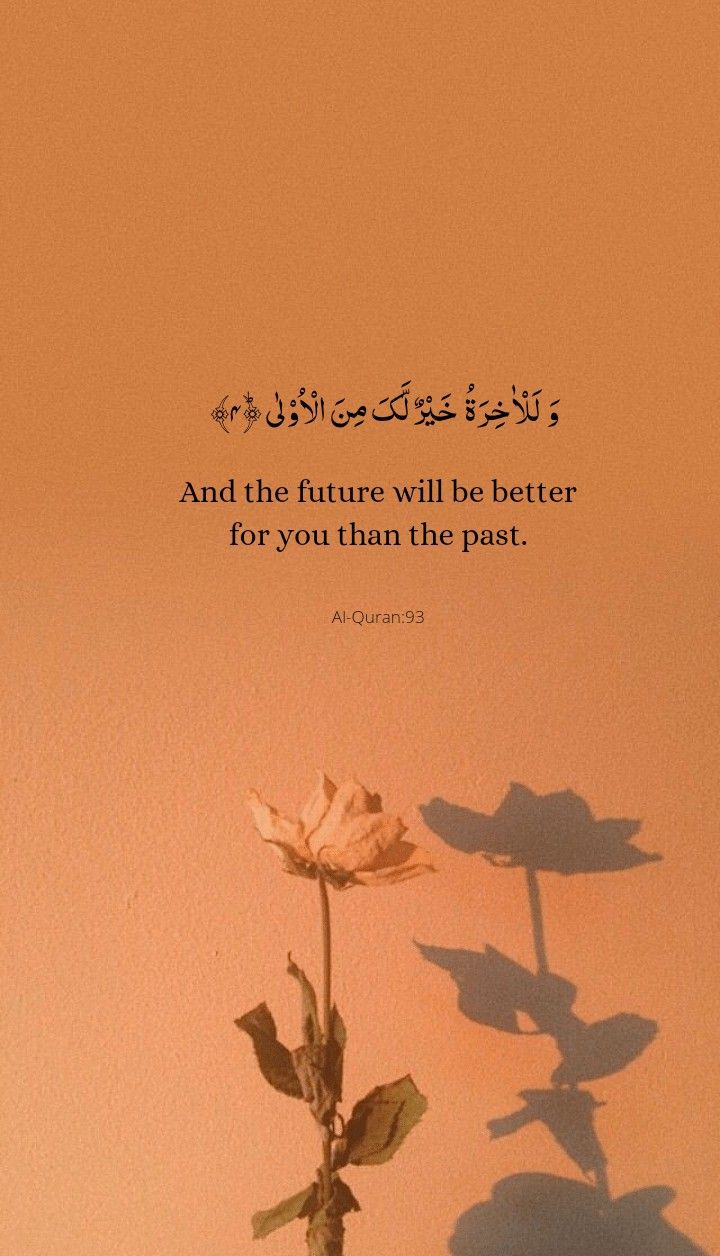 وَ لَلْاٰخِرَةُ خَیْرٌ لَّکَ مِنَ الْاُوْلٰی ﴿ؕ۴﴾
And the future will be better
for you than the past.
Al-Quran:93